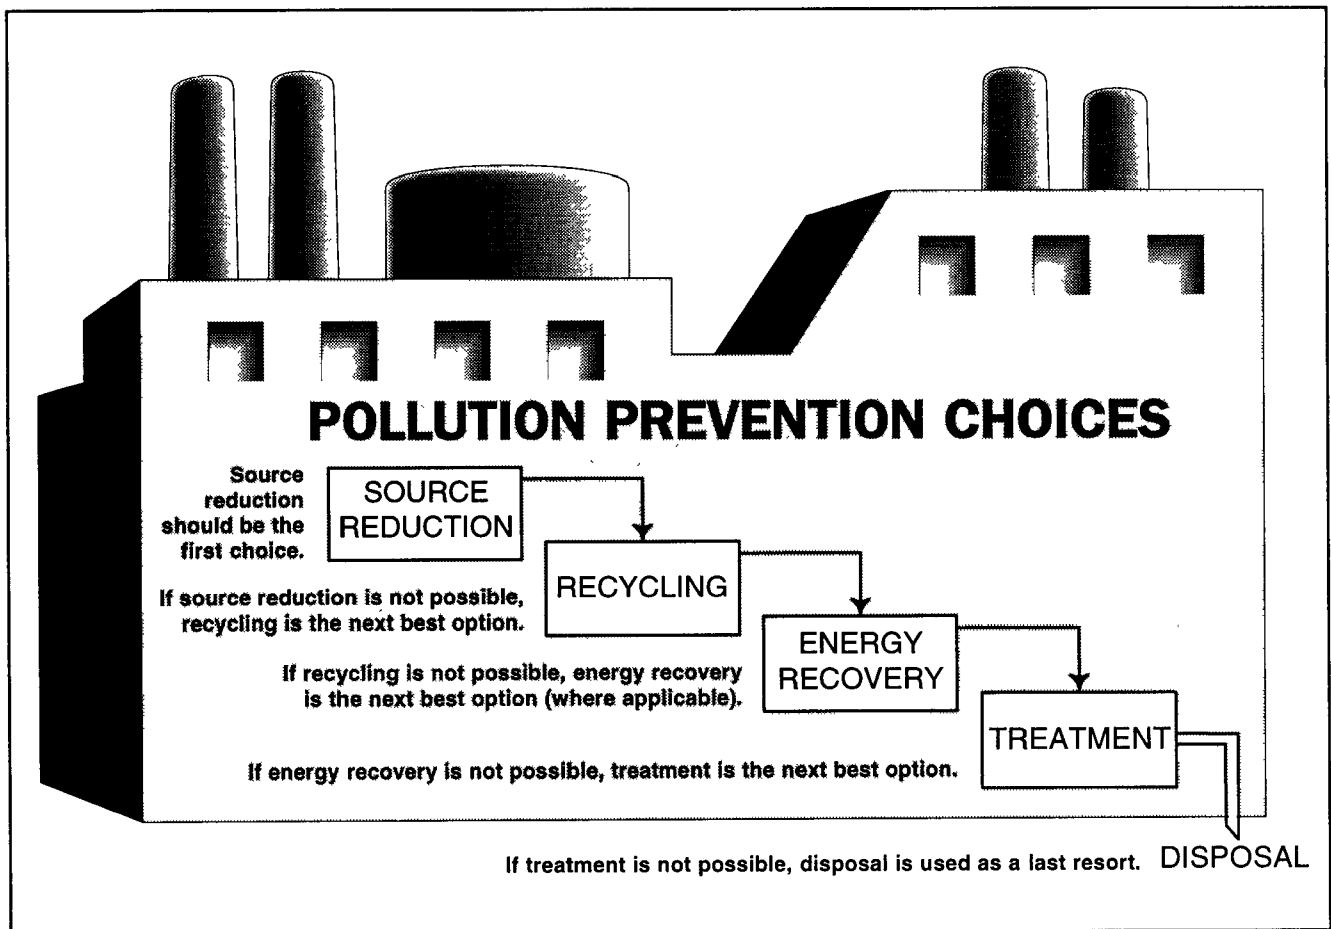 POLLUTION PREVENTION CHOICES
Source
reduction
should be the
first choice.
SOURCE
REDUCTION
If source reduction is not possible,
recycling is the next best option.
RECYCLING
If recycling is not possible, energy recovery
is the next best option (where applicable).
ENERGY
RECOVERY
If energy recovery is not possible, treatment is the next best option.
TREATMENT
If treatment is not possible, disposal is used as a last resort.
DISPOSAL